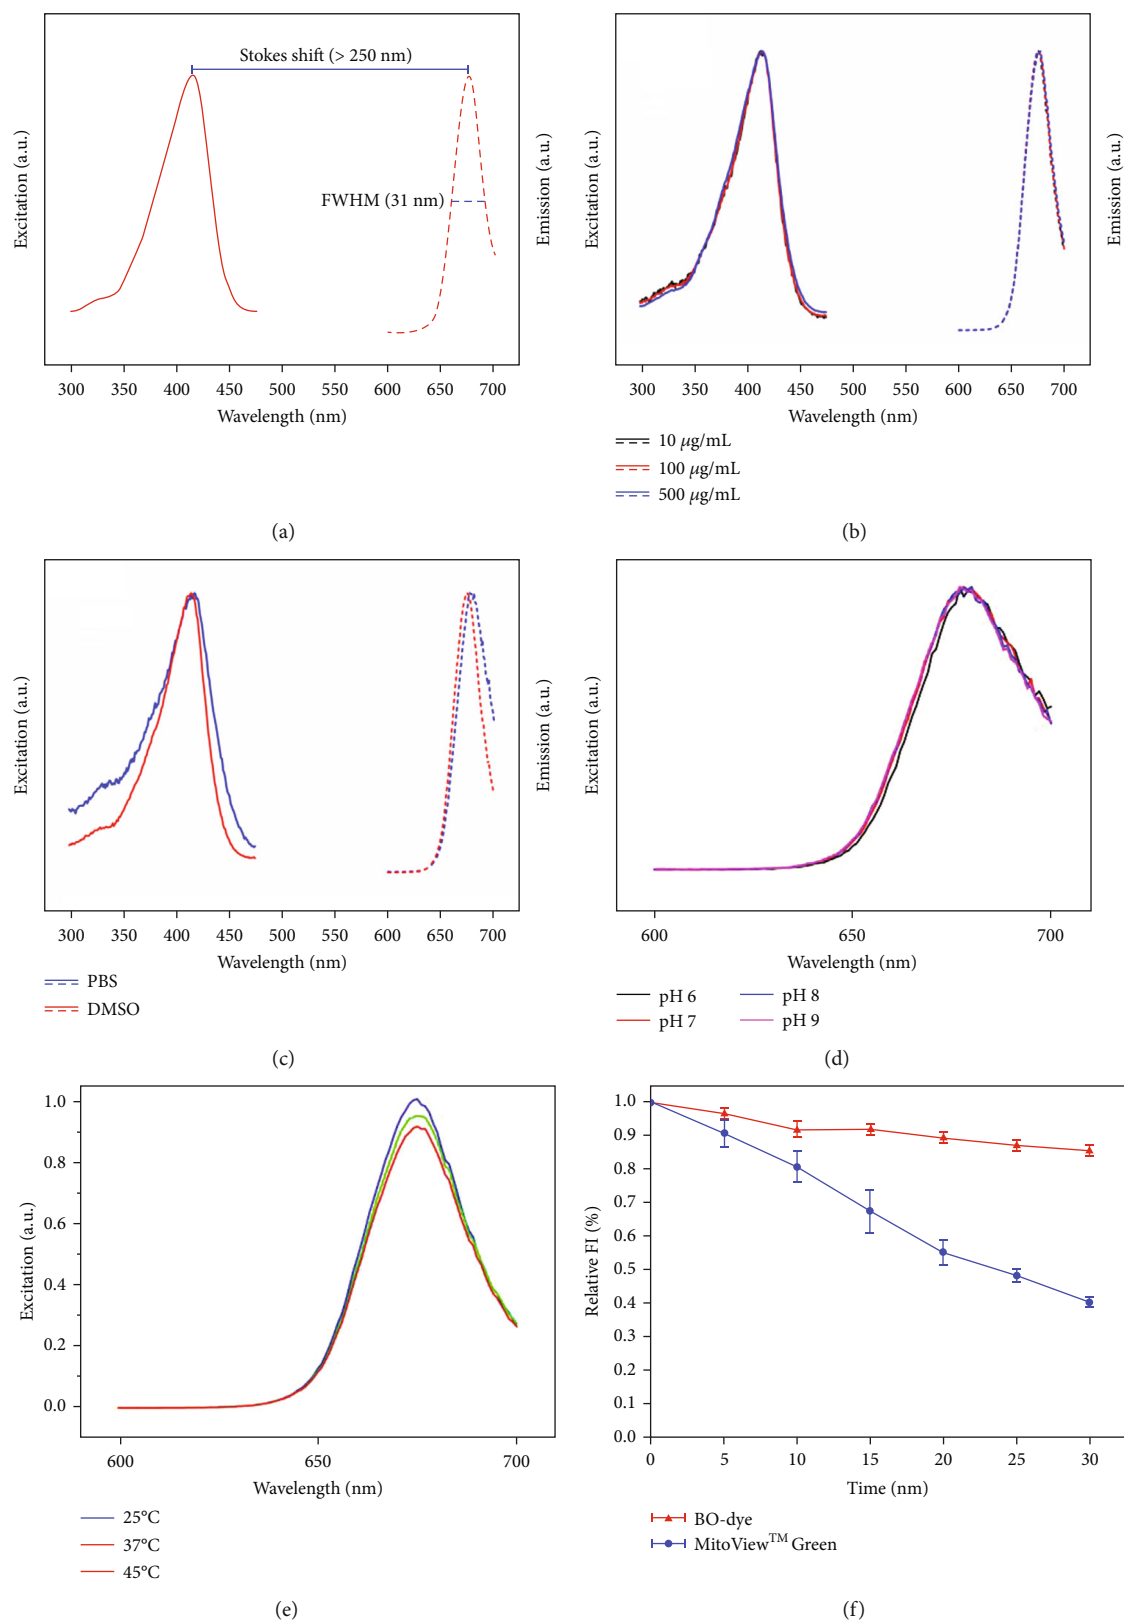 Stokes shift (> 250 nm)
FWHM (31 nm)
Excitation (a.u.)
Emission (a.u.)
300 350 400 450 500 550 600 650 700
Wavelength (nm)
(a)
Excitation (a.u.)
Emission (a.u.)
300 350 400 450 500 550 600 650 700
Wavelength (nm)
10 μg/mL
100 μg/mL
500 μg/mL
(b)
Excitation (a.u.)
Emission (a.u.)
300 350 400 450 500 550 600 650 700
Wavelength (nm)
PBS
DMSO
(c)
Excitation (a.u.)
600 650 700
Wavelength (nm)
pH 6 pH 8
pH 7 pH 9
(d)
Excitation (a.u.)
1.0
0.8
0.6
0.4
0.2
0.0
600 650 700
Wavelength (nm)
25°C
37°C
45°C
(e)
Relative FI (%)
1.0
0.9
0.8
0.7
0.6
0.5
0.4
0.3
0.2
0.1
0.0
0 5 10 15 20 25 30
Time (nm)
BO-dye
MitoView™ Green
(f)